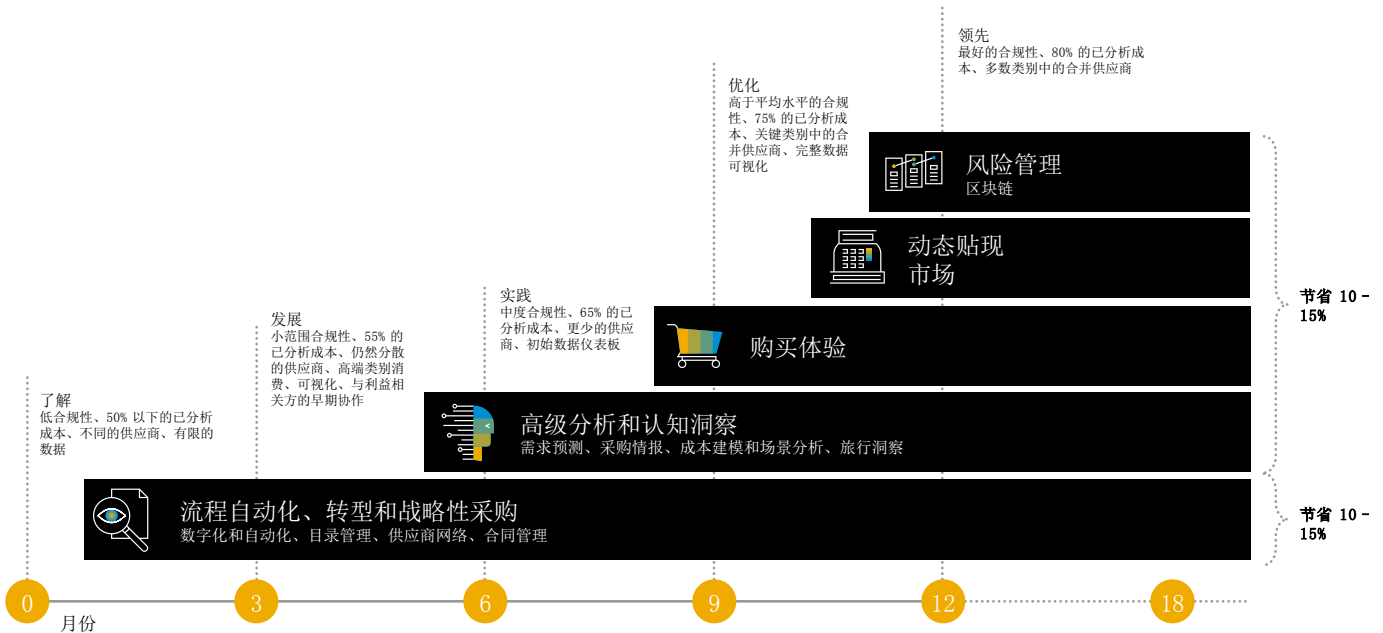 领先
最好的合规性、80% 的已分析成
本、多数类别中的合并供应商
优化
高于平均水平的合规
性、75% 的已分析成
本、关键类别中的合
并供应商、完整数据
可视化
风险管理
区块链
动态贴现
市场
实践
中度合规性、65% 的已
分析成本、更少的供应
商、初始数据仪表板
购买体验
节省 10 -
15%
发展
小范围合规性、55% 的
已分析成本、仍然分散
的供应商、高端类别消
费、可视化、与利益相
关方的早期协作
了解
低合规性、50% 以下的已分析
成本、不同的供应商、有限的
数据
高级分析和认知洞察
需求预测、采购情报、成本建模和场景分析、旅行洞察
流程自动化、转型和战略性采购
数字化和自动化、目录管理、供应商网络、合同管理
节省 10 -
15%
0
3
6
9
12
18
月份